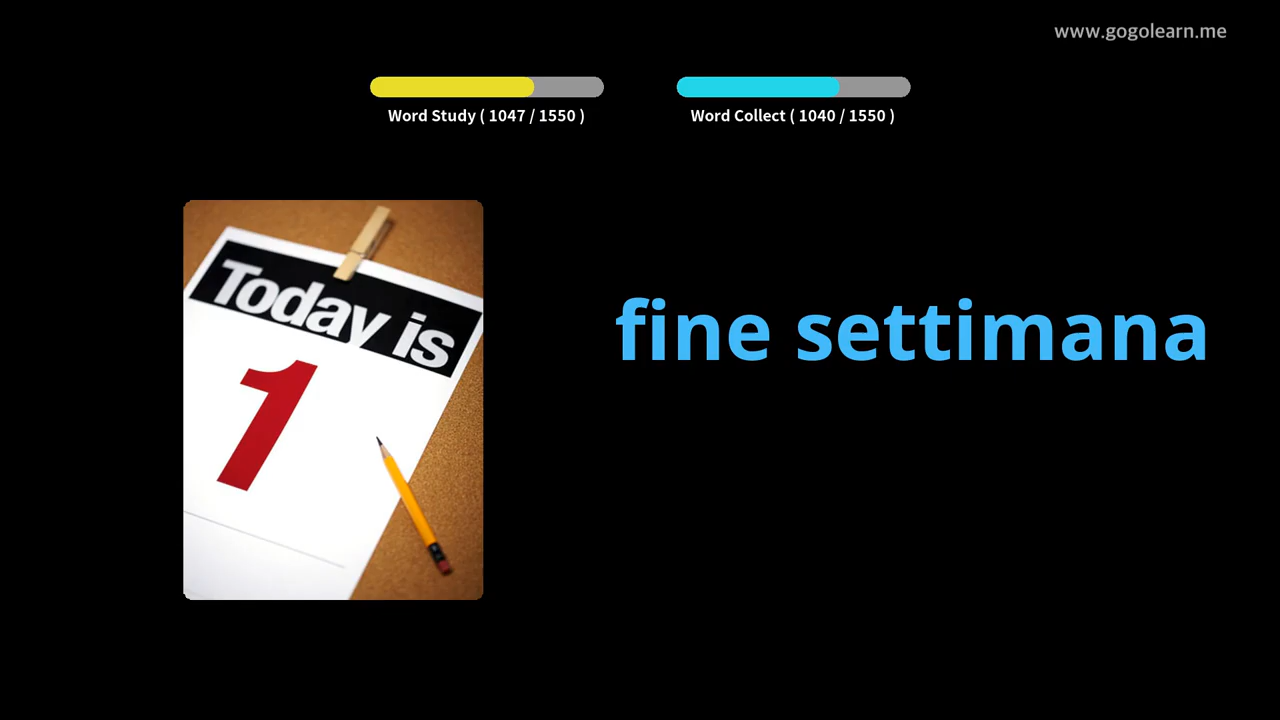 www.gogolearn.me
Word Study ( 1047 / 1550 )
Word Collect ( 1040 / 1550 )
Today is
1
fine settimana